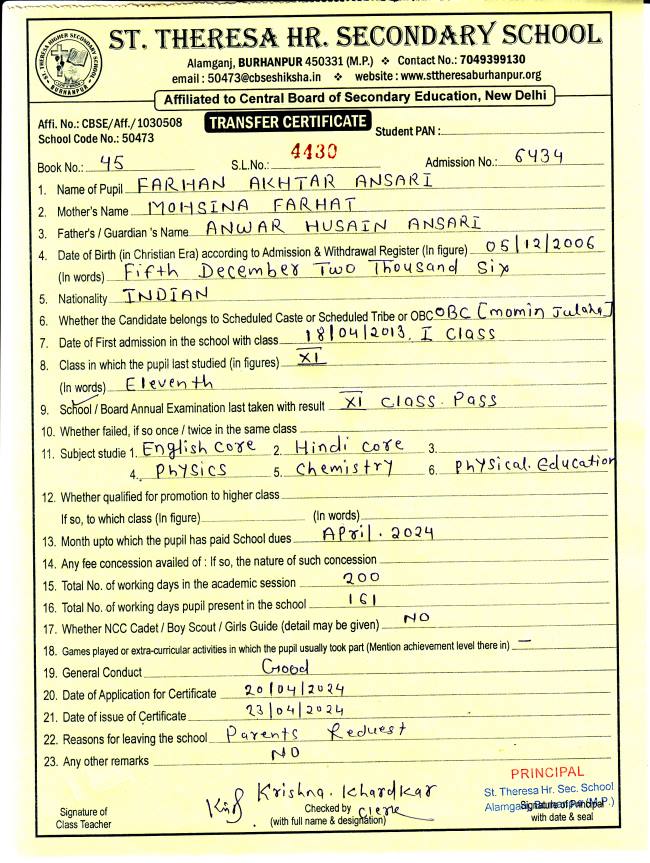 ST. THERESA HIGHER SECONDARY SCHOOL
BURHANPUR
ST. THERESA HR. SECONDARY SCHOOL
Alamganj, BURHANPUR 450331 (M.P.) ❖ Contact No.: 7049399130
email : 50473@cbseshiksha.in ❖ website : www.sttheresaburhanpur.org
Affiliated to Central Board of Secondary Education, New Delhi
Affi. No.: CBSE/Aff./1030508
School Code No.: 50473
TRANSFER CERTIFICATE
Student PAN :
Book No.: 45 S.L.No.: 4430 Admission No.: 6434
1. Name of Pupil FARHAN AKHTAR ANSARI
2. Mother's Name MOHSINA FARHAT
3. Father's / Guardian 's Name ANWAR HUSAIN ANSARI
4. Date of Birth (in Christian Era) according to Admission & Withdrawal Register (In figure) 05/12/2006
(In words) Fifth December Two Thousand Six
5. Nationality INDIAN
6. Whether the Candidate belongs to Scheduled Caste or Scheduled Tribe or OBC OBC [Momin Julaha]
7. Date of First admission in the school with class 18/04/2013, I Class
8. Class in which the pupil last studied (in figures) XI
(In words) Eleventh
9. School / Board Annual Examination last taken with result XI Class. Pass
10. Whether failed, if so once / twice in the same class
11. Subject studie 1. English Core 2. Hindi Core 3.
4. Physics 5. Chemistry 6. Physical. Education
12. Whether qualified for promotion to higher class
If so, to which class (In figure) (In words)
13. Month upto which the pupil has paid School dues April. 2024
14. Any fee concession availed of : If so, the nature of such concession
15. Total No. of working days in the academic session 200
16. Total No. of working days pupil present in the school 161
17. Whether NCC Cadet / Boy Scout / Girls Guide (detail may be given) NO
18. Games played or extra-curricular activities in which the pupil usually took part (Mention achievement level there in) —
19. General Conduct Good
20. Date of Application for Certificate 20/04/2024
21. Date of issue of Certificate 23/04/2024
22. Reasons for leaving the school Parents Request
23. Any other remarks NO
PRINCIPAL
St. Theresa Hr. Sec. School
Alamganj, Burhanpur (M.P.)
Krishna. Khardkar
Clerk
Signature of
Class Teacher
Checked by
(with full name & designation)
Signature of Principal
with date & seal